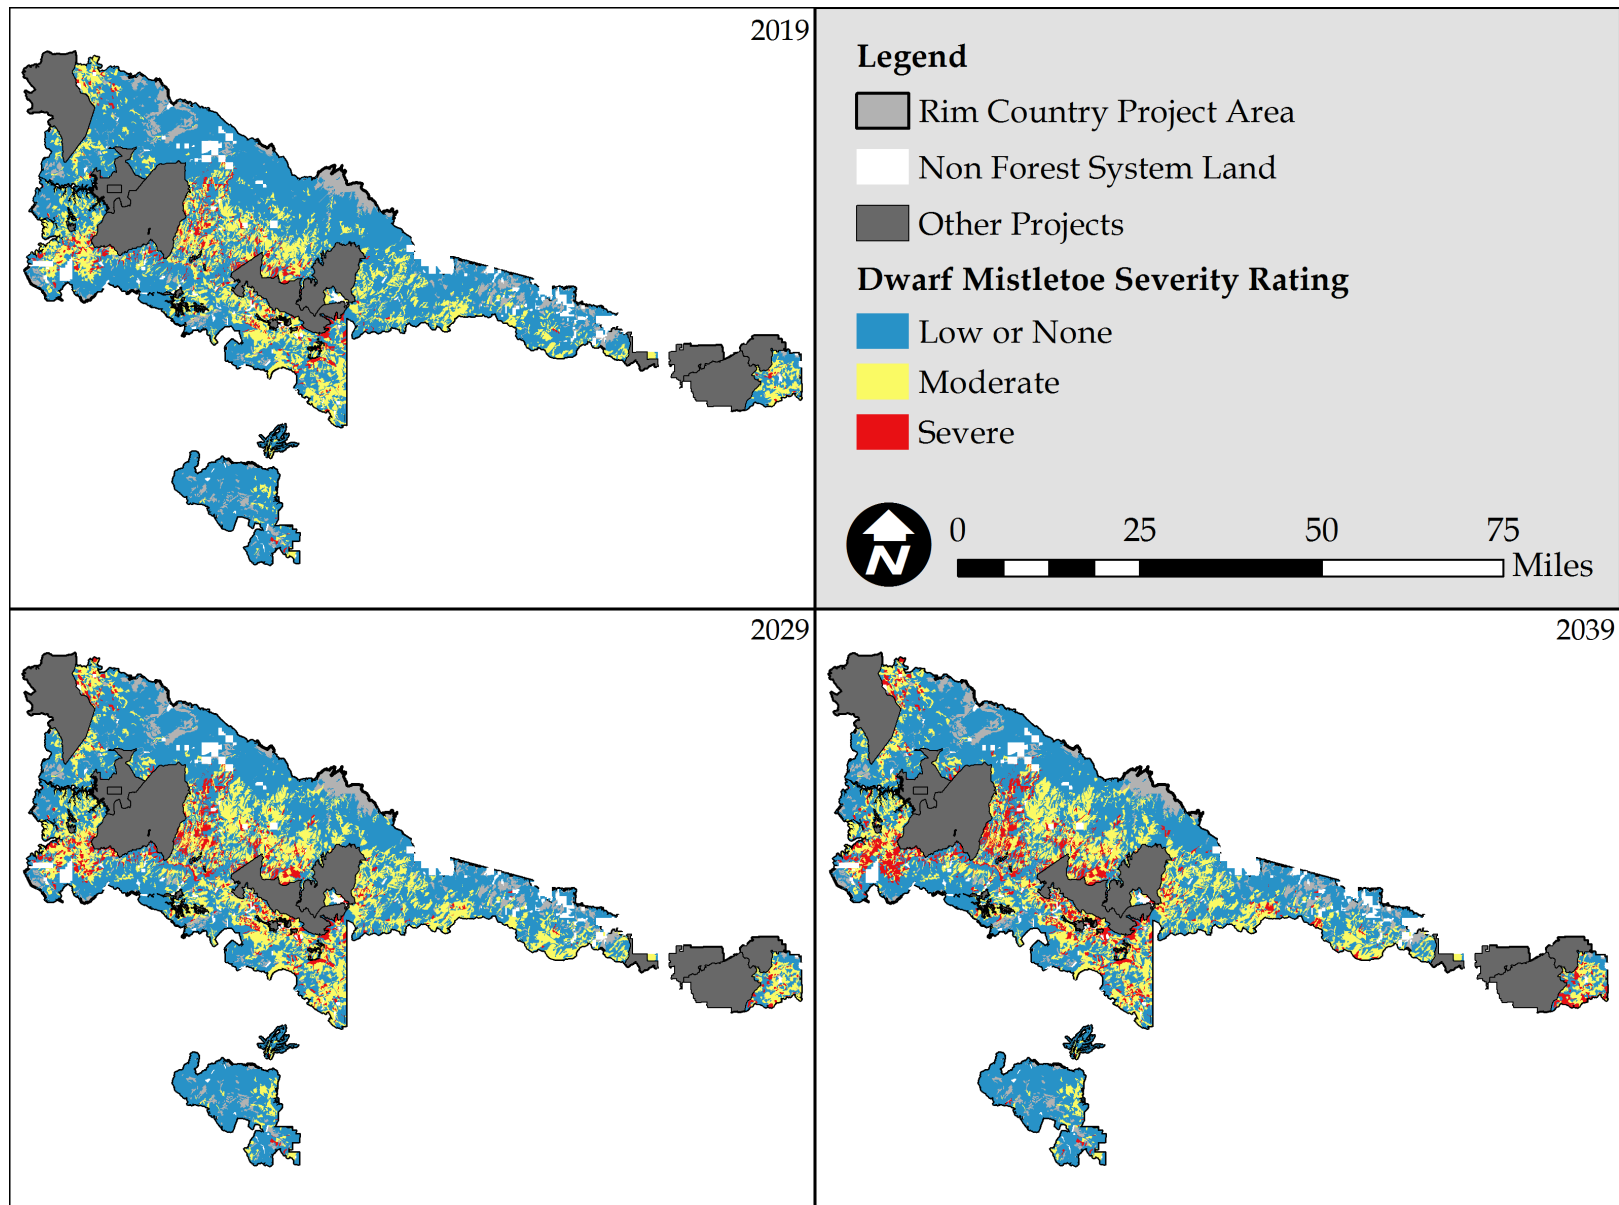 2019
Legend
Rim Country Project Area
Non Forest System Land
Other Projects
Dwarf Mistletoe Severity Rating
Low or None
Moderate
Severe
N
0 25 50 75
Miles
2029
2039